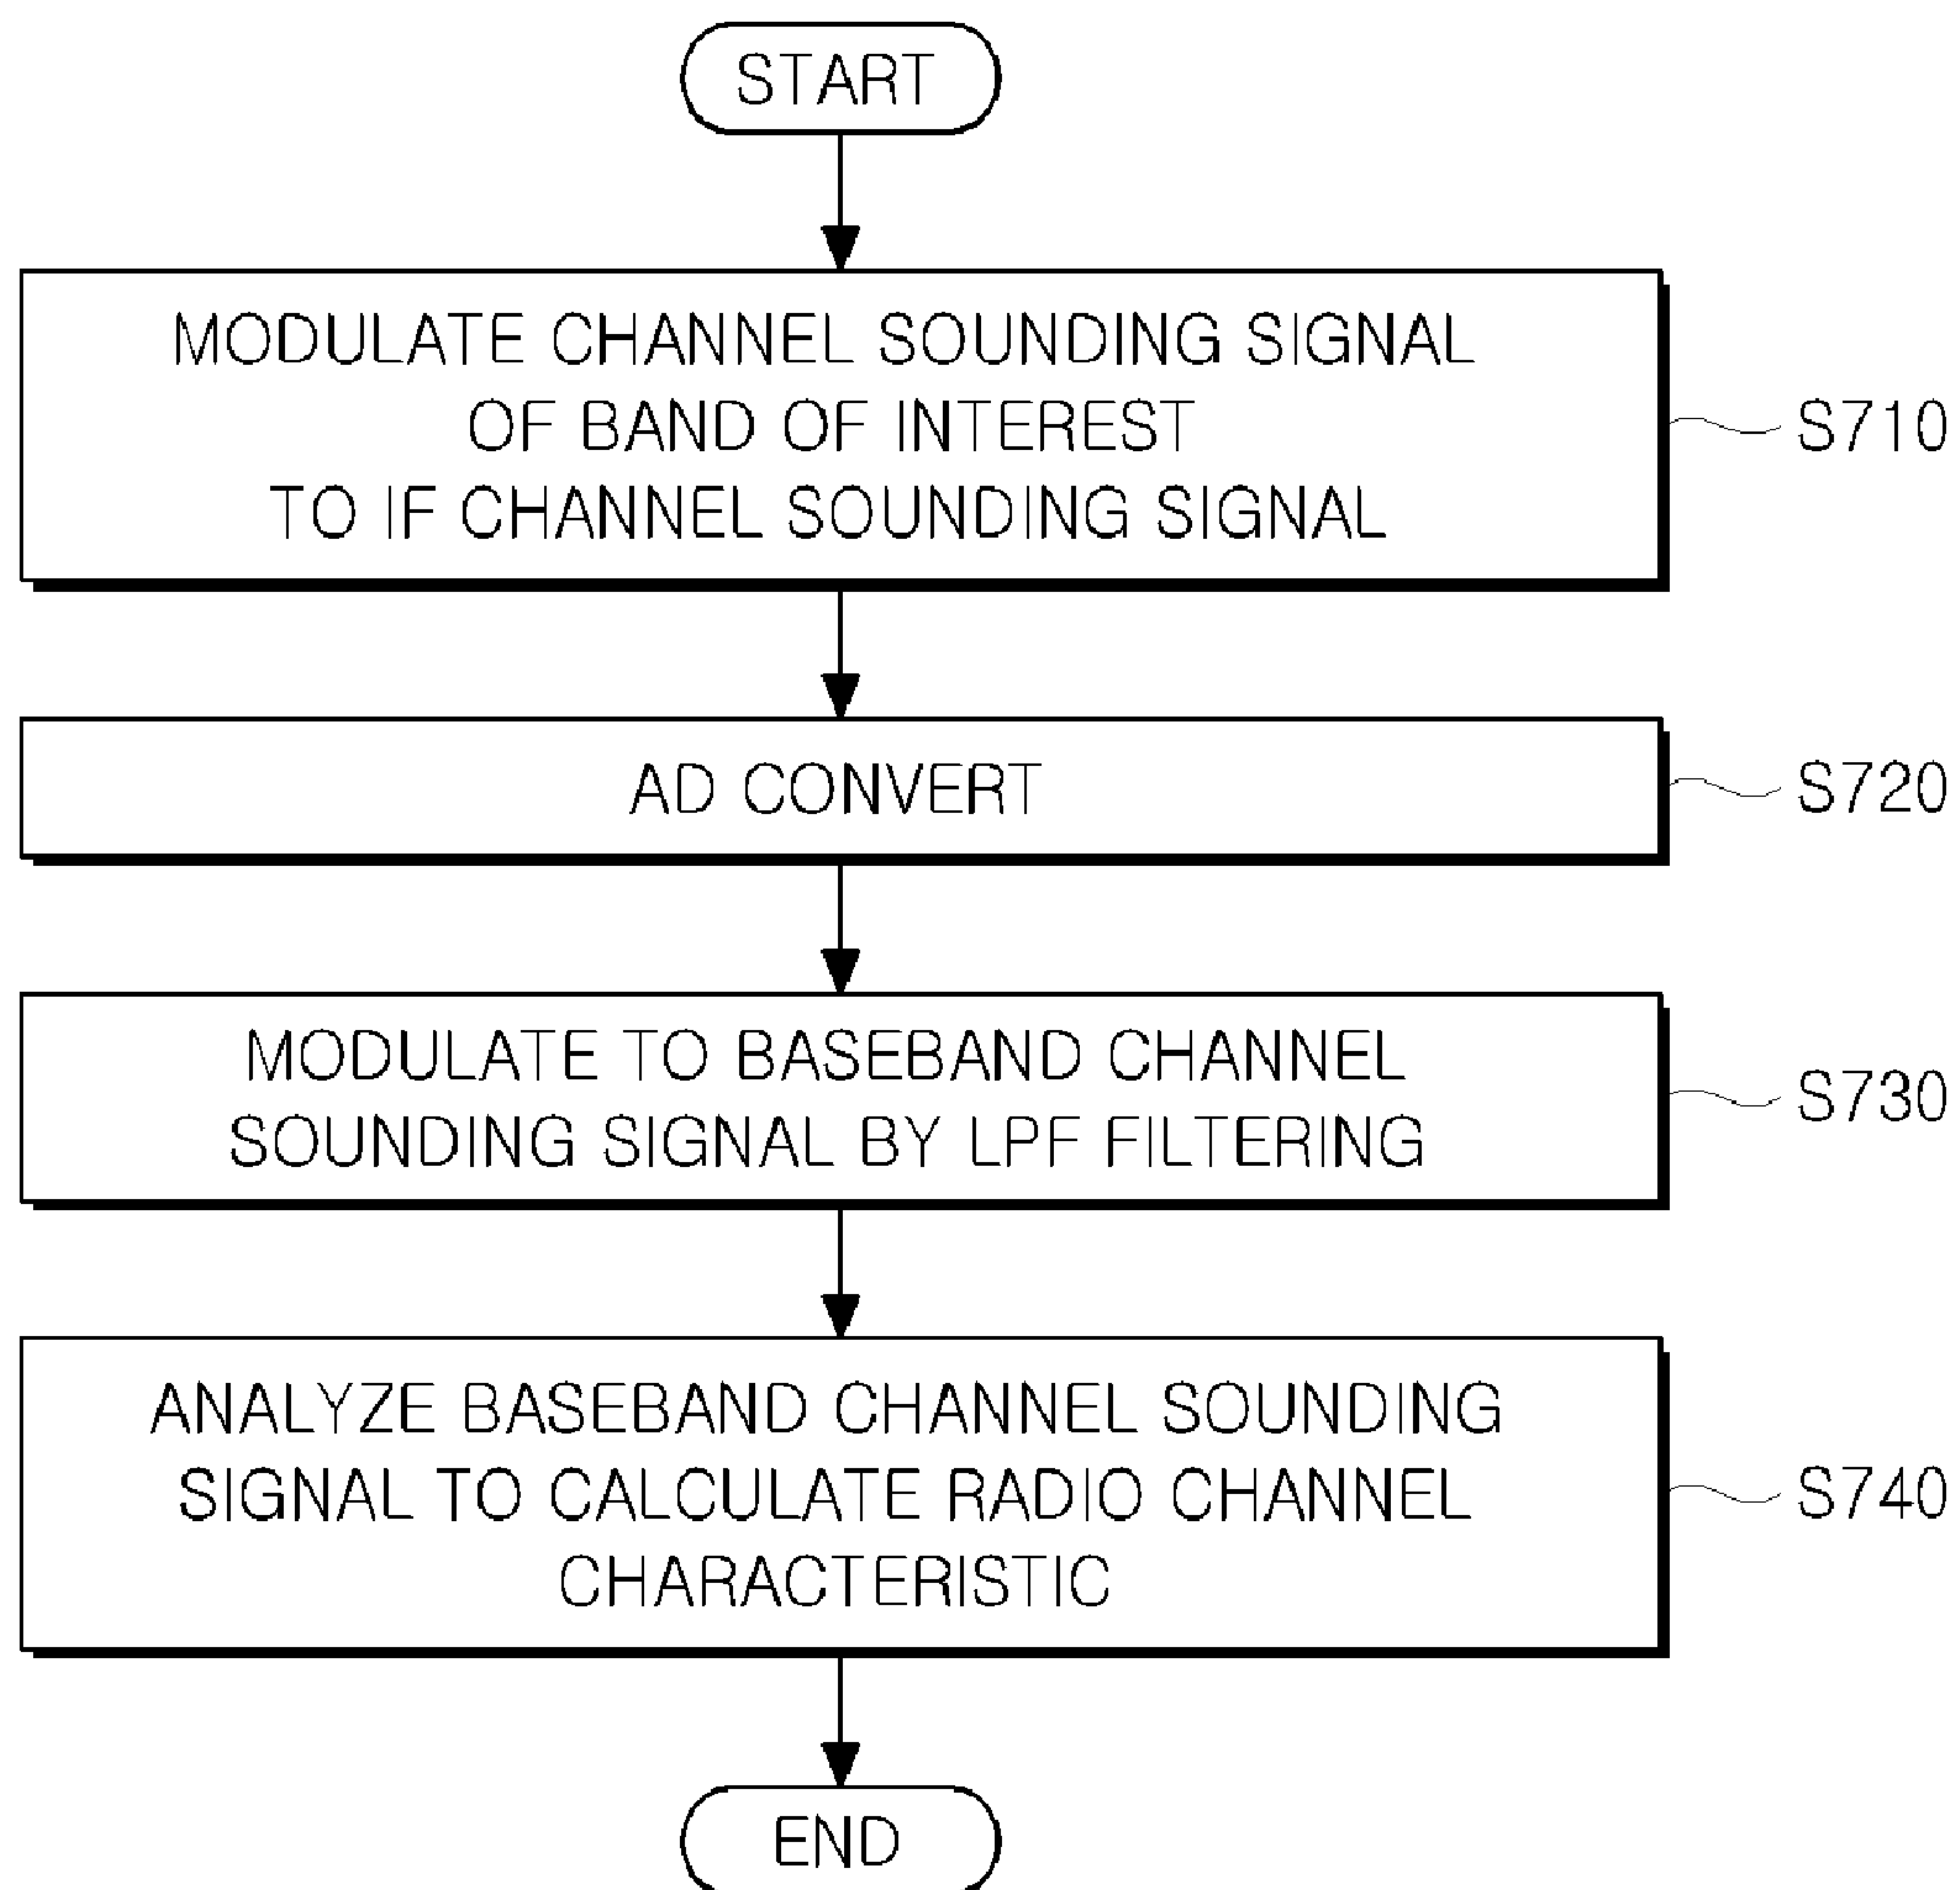 START
MODULATE CHANNEL SOUNDING SIGNAL
OF BAND OF INTEREST
TO IF CHANNEL SOUNDING SIGNAL
S710
AD CONVERT
S720
MODULATE TO BASEBAND CHANNEL
SOUNDING SIGNAL BY LPF FILTERING
S730
ANALYZE BASEBAND CHANNEL SOUNDING
SIGNAL TO CALCULATE RADIO CHANNEL
CHARACTERISTIC
S740
END